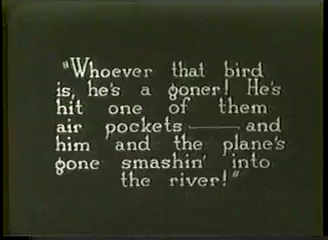 "Whoever that bird
is, he's a goner! He's
hit one of them
air pockets—and
him and the plane's
gone smashin' into
the river!"